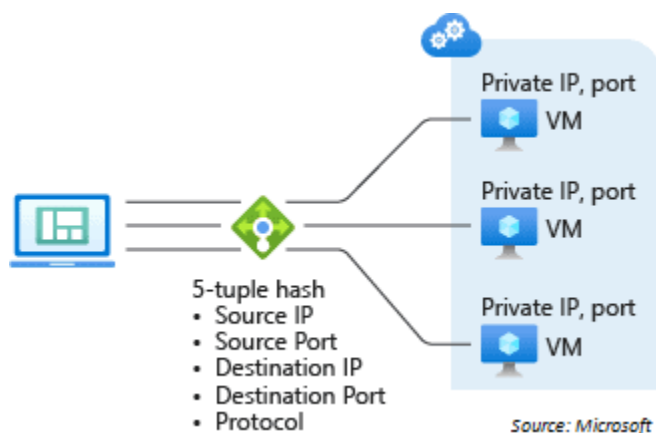 Private IP, port
VM
Private IP, port
VM
Private IP, port
VM
5-tuple hash
• Source IP
• Source Port
• Destination IP
• Destination Port
• Protocol
Source: Microsoft